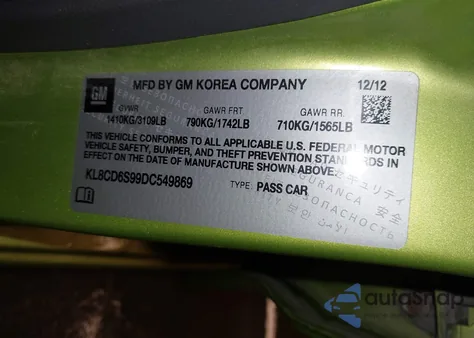 GM
MFD BY GM KOREA COMPANY 12/12
GVWR GAWR FRT GAWR RR.
1410KG/3109LB 790KG/1742LB 710KG/1565LB
THIS VEHICLE CONFORMS TO ALL APPLICABLE U.S. FEDERAL MOTOR
VEHICLE SAFETY, BUMPER, AND THEFT PREVENTION STANDARDS IN
EFFECT ON THE DATE OF MANUFACTURE SHOWN ABOVE.
KL8CD6S99DC549869 TYPE: PASS CAR
autosnap